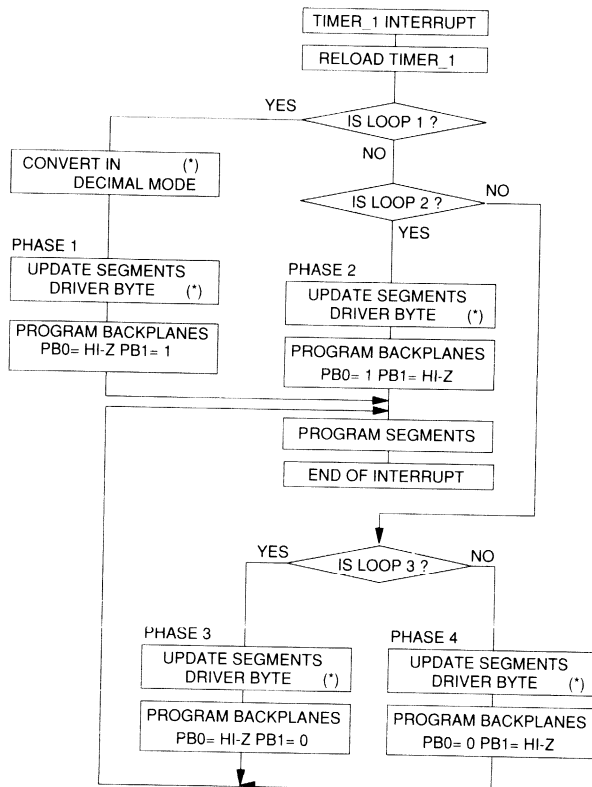 TIMER_1 INTERRUPT
RELOAD TIMER_1
IS LOOP 1 ?
YES
NO
CONVERT IN (*)
DECIMAL MODE
IS LOOP 2 ?
NO
YES
PHASE 1
UPDATE SEGMENTS
DRIVER BYTE (*)
PROGRAM BACKPLANES
PB0= HI-Z PB1= 1
PHASE 2
UPDATE SEGMENTS
DRIVER BYTE (*)
PROGRAM BACKPLANES
PB0= 1 PB1= HI-Z
PROGRAM SEGMENTS
END OF INTERRUPT
IS LOOP 3 ?
YES
NO
PHASE 3
UPDATE SEGMENTS
DRIVER BYTE (*)
PROGRAM BACKPLANES
PB0= HI-Z PB1= 0
PHASE 4
UPDATE SEGMENTS
DRIVER BYTE (*)
PROGRAM BACKPLANES
PB0= 0 PB1= HI-Z